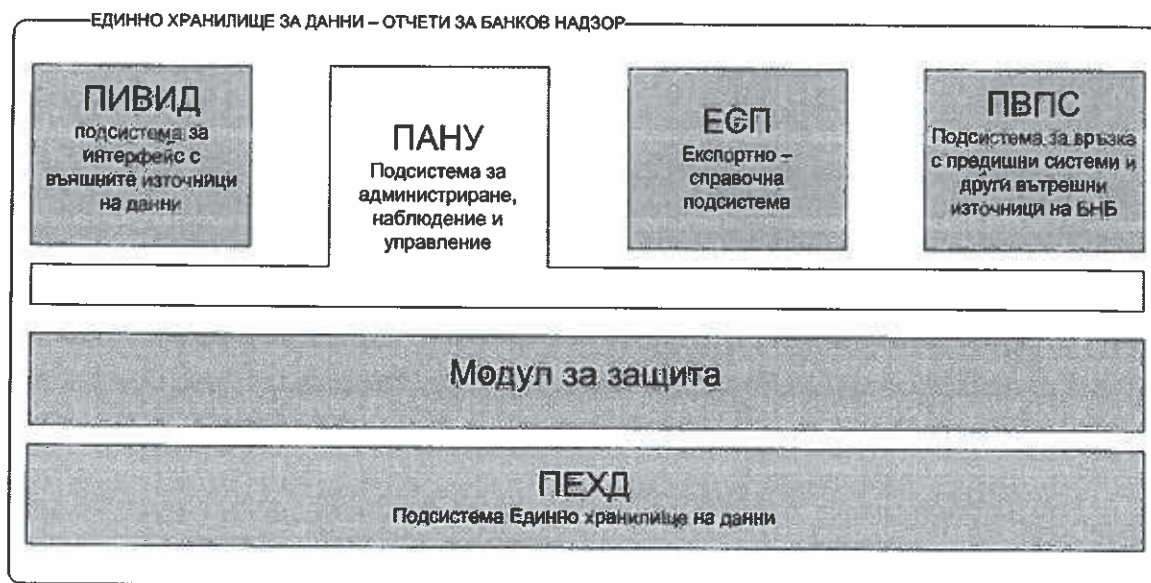 ЕДИННО ХРАНИЛИЩЕ ЗА ДАННИ – ОТЧЕТИ ЗА БАНКОВ НАДЗОР
ПИВИД
подсистема за
интерфейс с
външните източници
на данни
ПАНУ
Подсистема за
администриране,
наблюдение и
управление
ЕСП
Експортно –
справочна
подсистема
ПВПС
Подсистема за връзка
с предишни системи и
други вътрешни
източници на БНБ
Модул за защита
ПЕХД
Подсистема Единно хранилище на данни